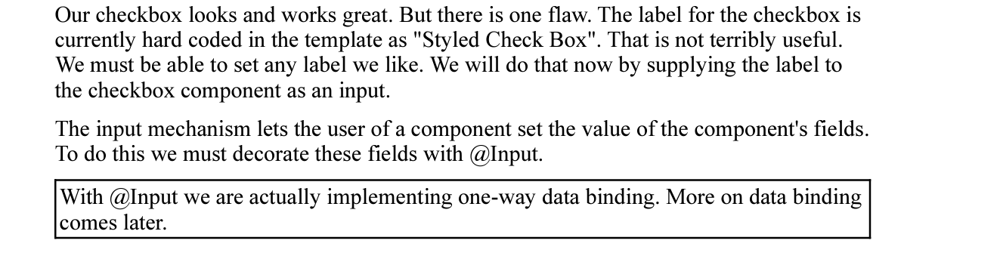 Our checkbox looks and works great. But there is one flaw. The label for the checkbox is
currently hard coded in the template as "Styled Check Box". That is not terribly useful.
We must be able to set any label we like. We will do that now by supplying the label to
the checkbox component as an input.
The input mechanism lets the user of a component set the value of the component's fields.
To do this we must decorate these fields with @Input.
With @Input we are actually implementing one-way data binding. More on data binding
comes later.